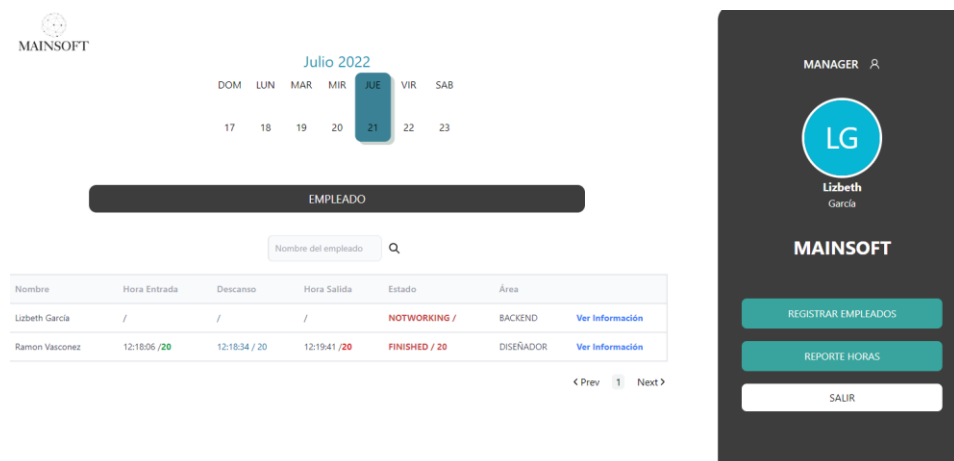 MAINSOFT
Julio 2022
DOM LUN MAR MIR JUE VIR SAB
17 18 19 20 21 22 23
EMPLEADO
Nombre del empleado
Nombre Hora Entrada Descanso Hora Salida Estado Área
Lizbeth García / / / NOTWORKING / BACKEND Ver Información
Ramon Vasconez 12:18:06 /20 12:18:34 / 20 12:19:41 /20 FINISHED / 20 DISEÑADOR Ver Información
Prev 1 Next
MANAGER
LG
Lizbeth
García
MAINSOFT
REGISTRAR EMPLEADOS
REPORTE HORAS
SALIR